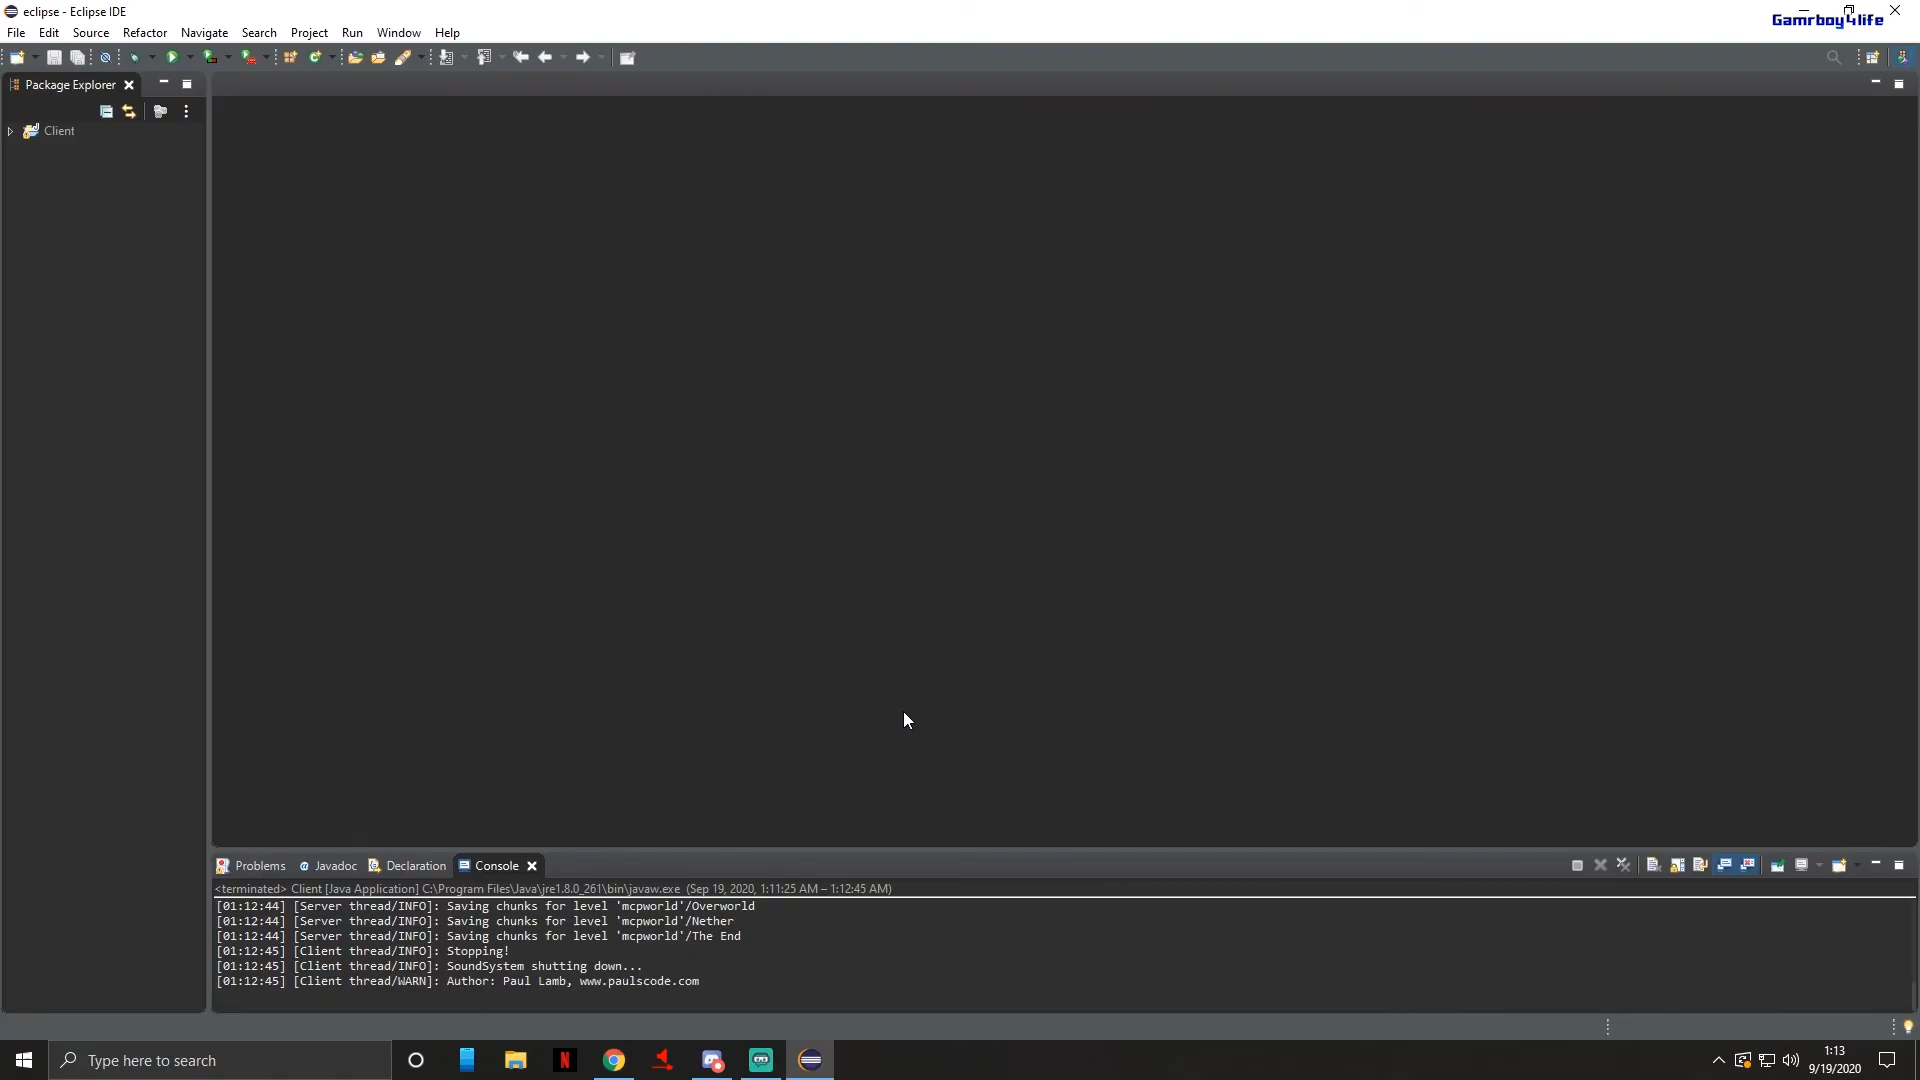 eclipse - Eclipse IDE
Gamrboy4life
File Edit Source Refactor Navigate Search Project Run Window Help
Package Explorer
Client
Problems Javadoc Declaration Console
<terminated> Client [Java Application] C:\Program Files\Java\jre1.8.0_261\bin\javaw.exe (Sep 19, 2020, 1:11:25 AM – 1:12:45 AM)
[01:12:44] [Server thread/INFO]: Saving chunks for level 'mcpworld'/Overworld
[01:12:44] [Server thread/INFO]: Saving chunks for level 'mcpworld'/Nether
[01:12:44] [Server thread/INFO]: Saving chunks for level 'mcpworld'/The End
[01:12:45] [Client thread/INFO]: Stopping!
[01:12:45] [Client thread/INFO]: SoundSystem shutting down...
[01:12:45] [Client thread/WARN]: Author: Paul Lamb, www.paulscode.com
Type here to search
1:13
9/19/2020